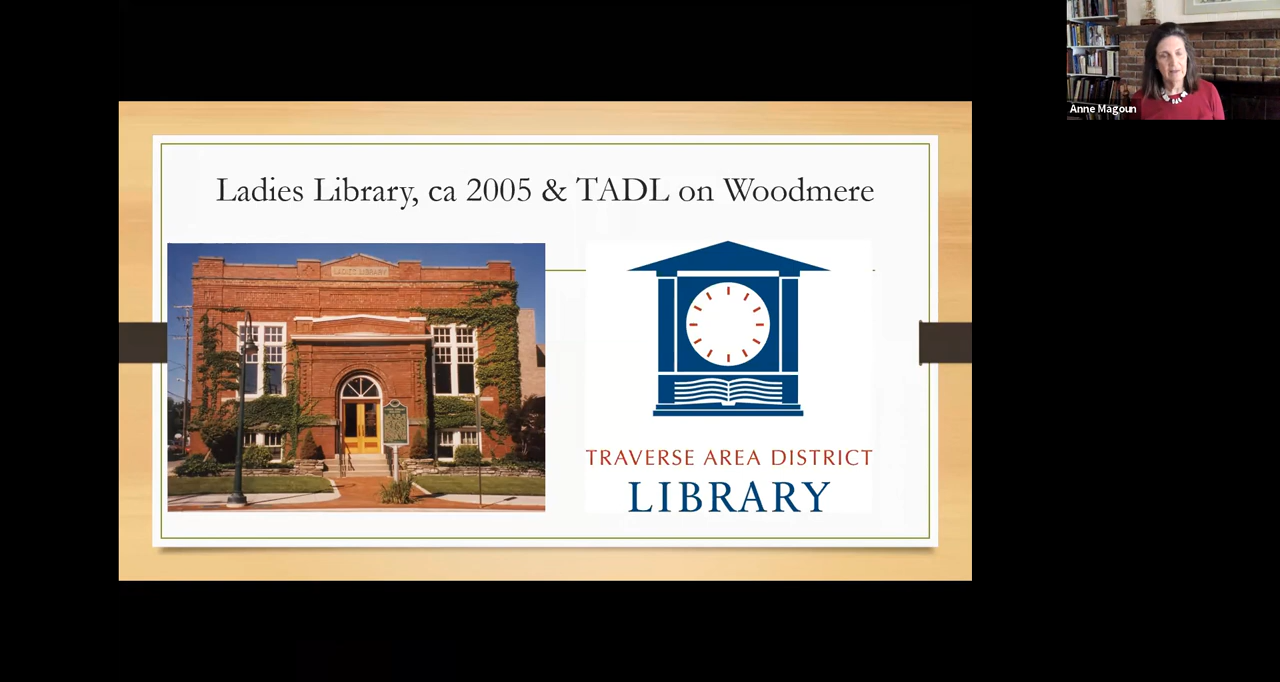 Anne Magoun
Ladies Library, ca 2005 & TADL on Woodmere
LADIES LIBRARY
TRAVERSE AREA DISTRICT
LIBRARY